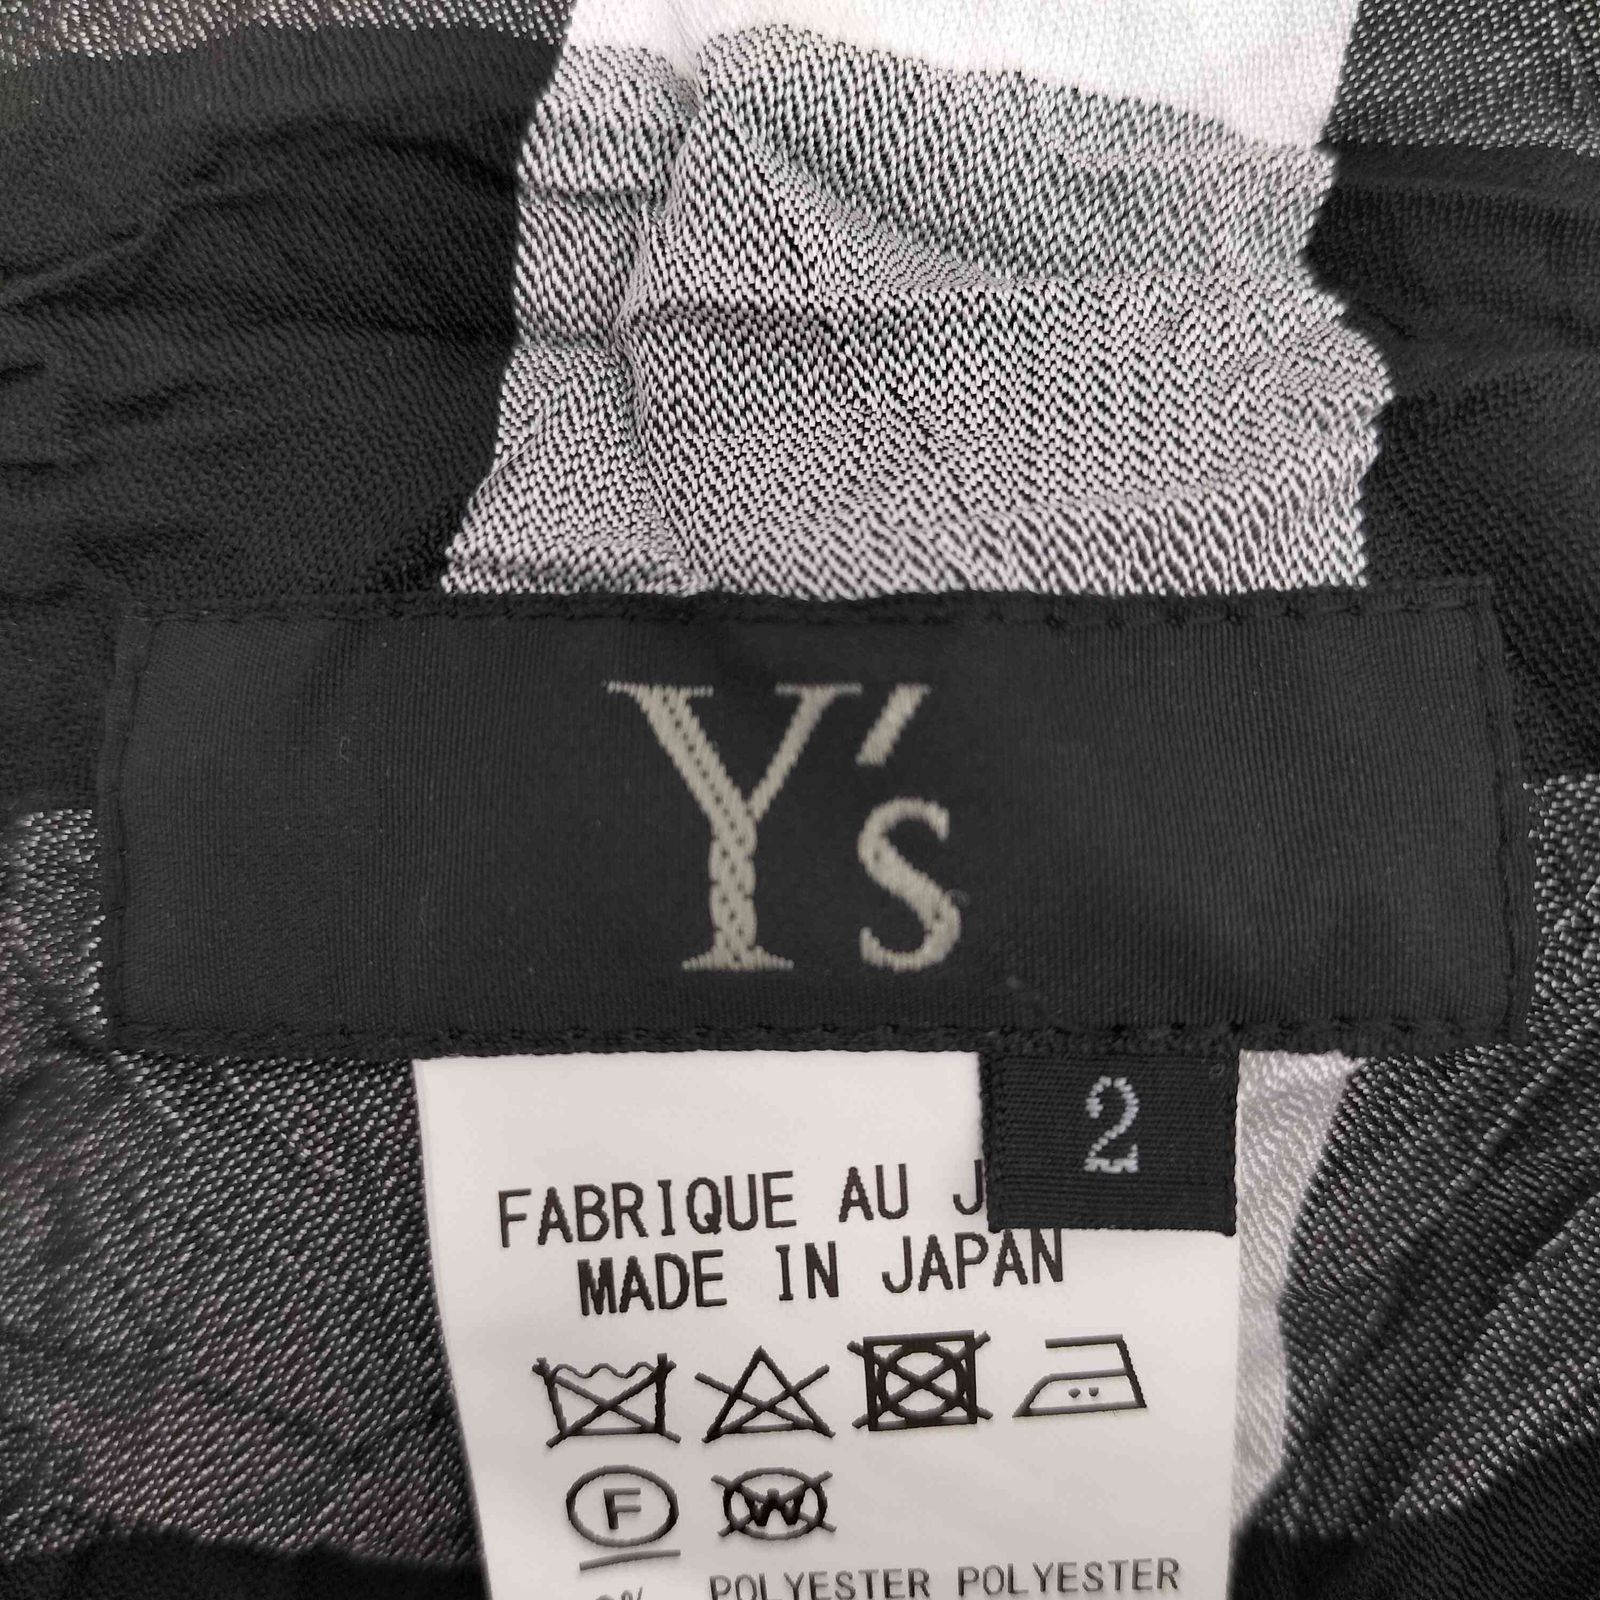 Y's
2
FABRIQUE AU J
MADE IN JAPAN
F
W
POLYESTER POLYESTER